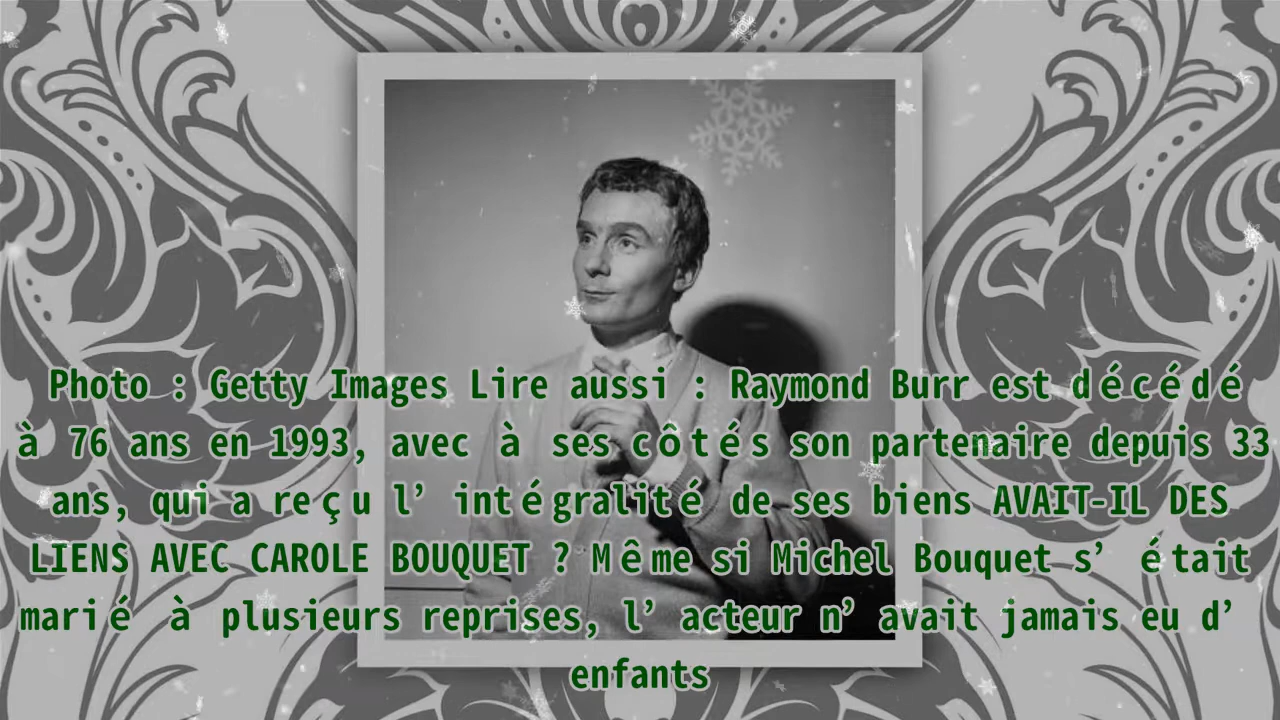 Photo : Getty Images Lire aussi : Raymond Burr est décédé
à 76 ans en 1993, avec à ses côtés son partenaire depuis 33
ans, qui a reçu l’ intégralité de ses biens AVAIT-IL DES
LIENS AVEC CAROLE BOUQUET ? Même si Michel Bouquet s’ était
marié à plusieurs reprises, l’ acteur n’ avait jamais eu d’
enfants